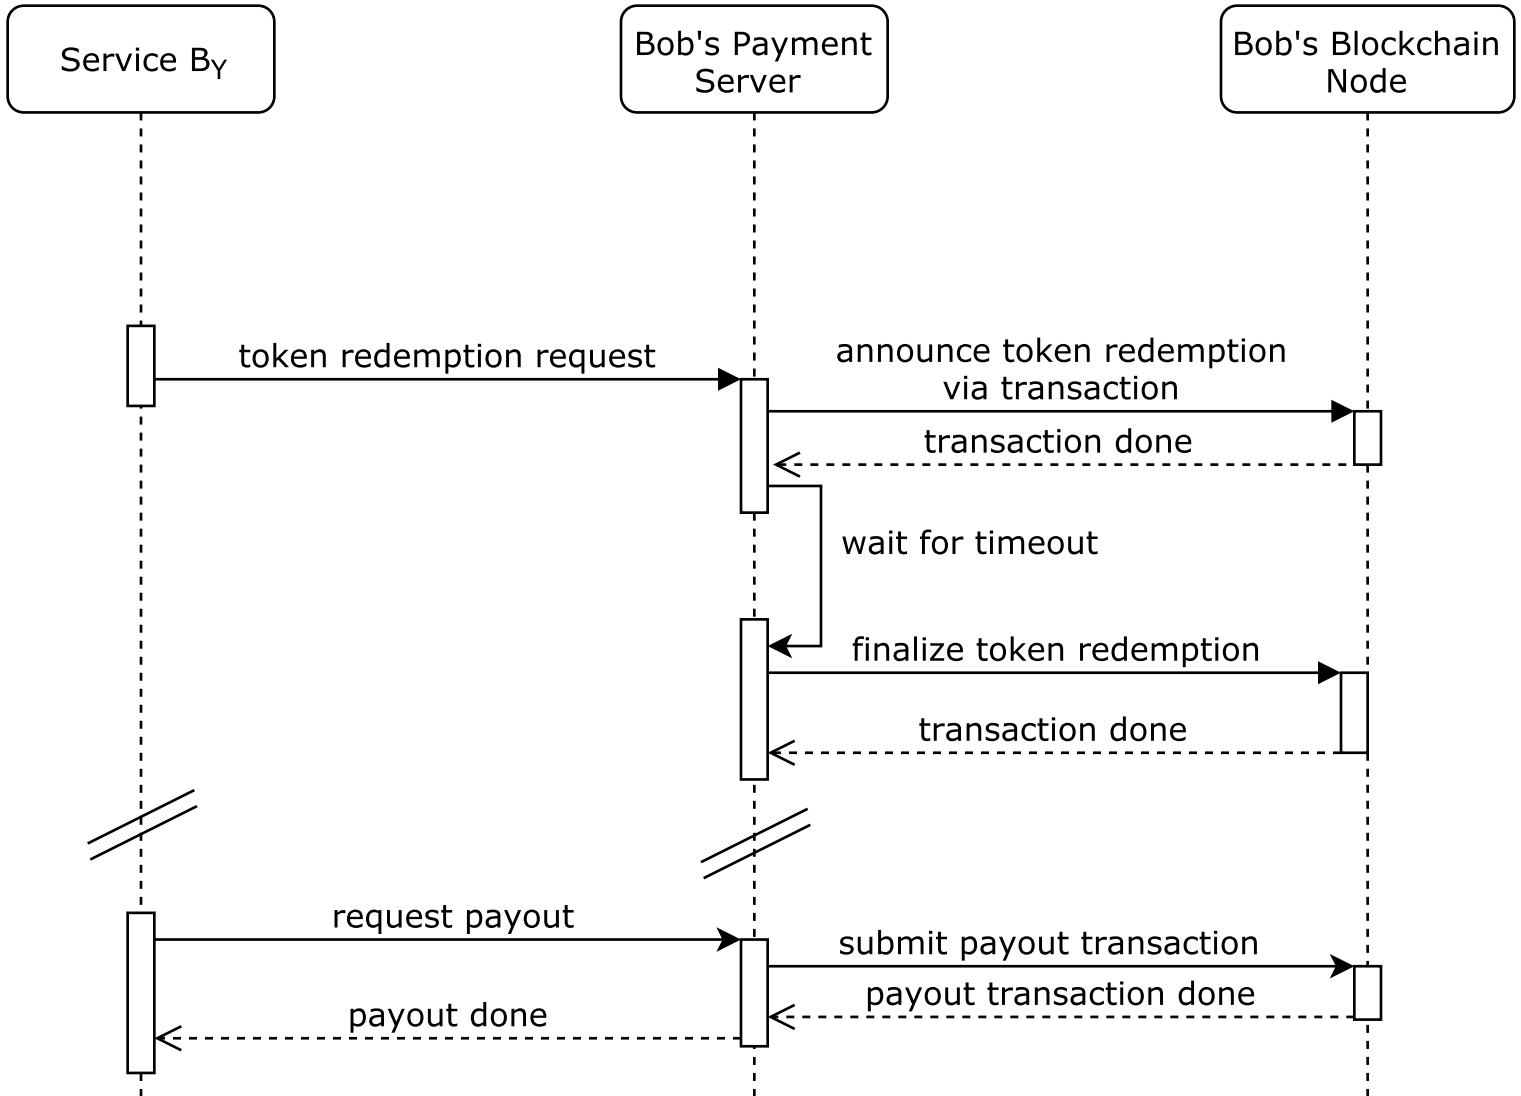 Service B_Y
Bob's Payment
Server
Bob's Blockchain
Node
token redemption request
announce token redemption
via transaction
transaction done
wait for timeout
finalize token redemption
transaction done
request payout
submit payout transaction
payout transaction done
payout done